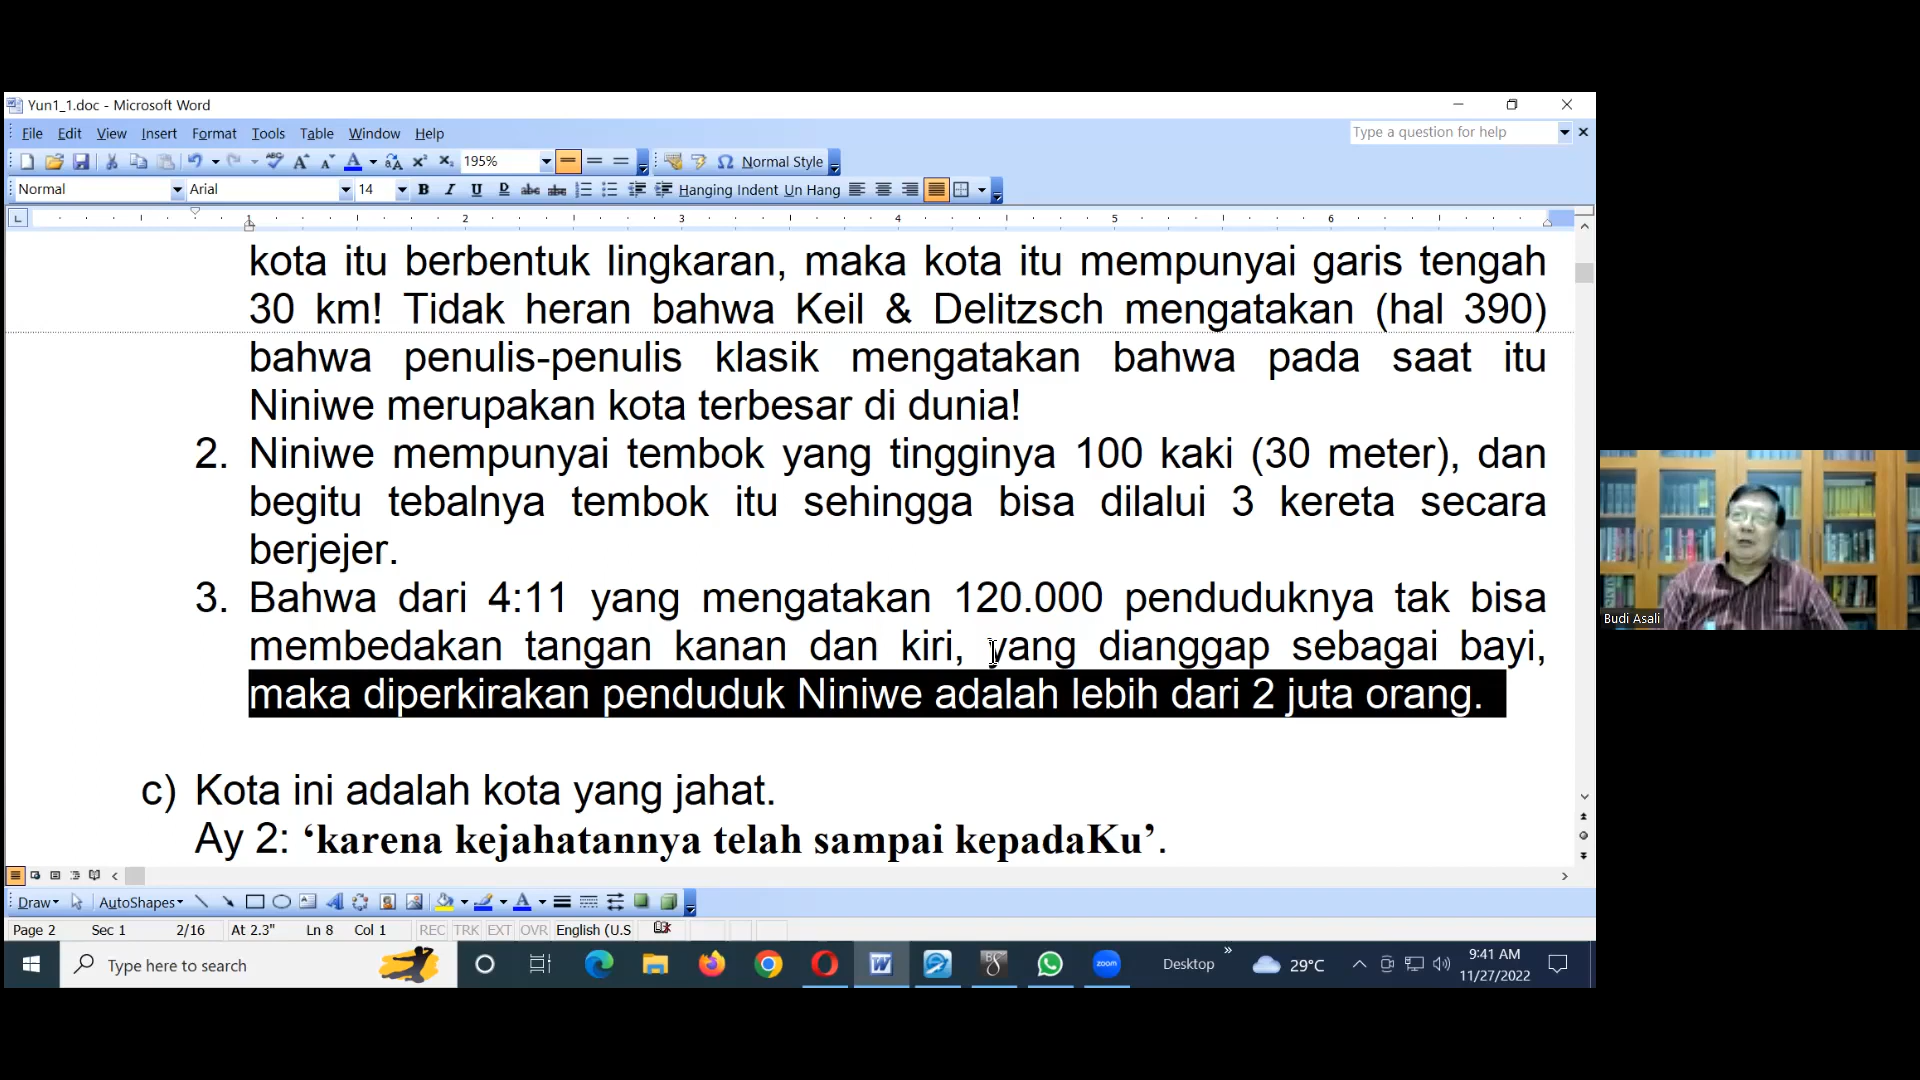 Yun1_1.doc - Microsoft Word
File Edit View Insert Format Tools Table Window Help
Type a question for help
195%
Normal Style
Normal
Arial
14
Hanging Indent Un Hang
1 2 3 4 5 6
kota itu berbentuk lingkaran, maka kota itu mempunyai garis tengah
30 km! Tidak heran bahwa Keil & Delitzsch mengatakan (hal 390)
bahwa penulis-penulis klasik mengatakan bahwa pada saat itu
Niniwe merupakan kota terbesar di dunia!
2. Niniwe mempunyai tembok yang tingginya 100 kaki (30 meter), dan
begitu tebalnya tembok itu sehingga bisa dilalui 3 kereta secara
berjejer.
3. Bahwa dari 4:11 yang mengatakan 120.000 penduduknya tak bisa
membedakan tangan kanan dan kiri, yang dianggap sebagai bayi,
maka diperkirakan penduduk Niniwe adalah lebih dari 2 juta orang.
c) Kota ini adalah kota yang jahat.
Ay 2: ‘karena kejahatannya telah sampai kepadaKu’.
Budi Asali
Draw AutoShapes
Page 2 Sec 1 2/16 At 2.3" Ln 8 Col 1 REC TRK EXT OVR English (U.S
Type here to search
zoom
Desktop
29°C
9:41 AM
11/27/2022